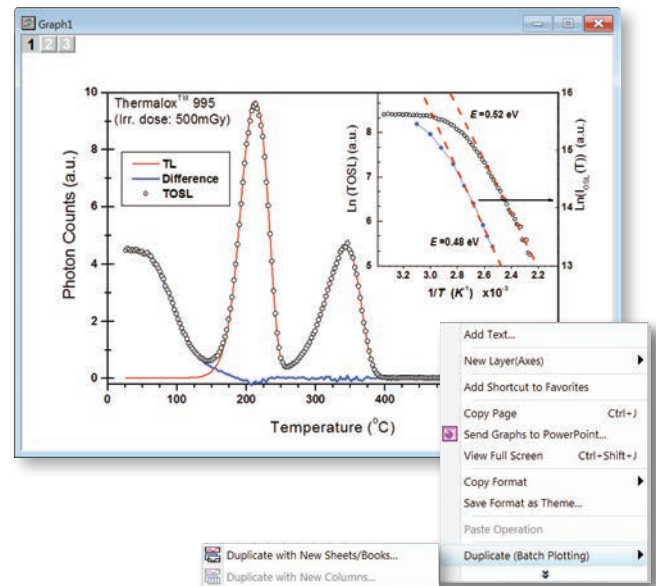 Graph1
1 2 3
Thermalox™ 995
(Irr. dose: 500mGy)
TL
Difference
TOSL
Photon Counts (a.u.)
10
8
6
4
2
0
0 100 200 300 400
Temperature (°C)
E=0.52 eV
E=0.48 eV
Ln (TOSL) (a.u.)
8
7
6
5
Ln(I_OSL(T)) (a.u.)
16
15
14
13
3.2 3.0 2.8 2.6 2.4 2.2
1/T (K⁻¹) x10⁻³
Add Text...
New Layer(Axes)
Add Shortcut to Favorites
Copy Page Ctrl+J
Send Graphs to PowerPoint...
View Full Screen Ctrl+Shift+J
Copy Format
Save Format as Theme...
Paste Operation
Duplicate (Batch Plotting)
Duplicate with New Sheets/Books...
Duplicate with New Columns...